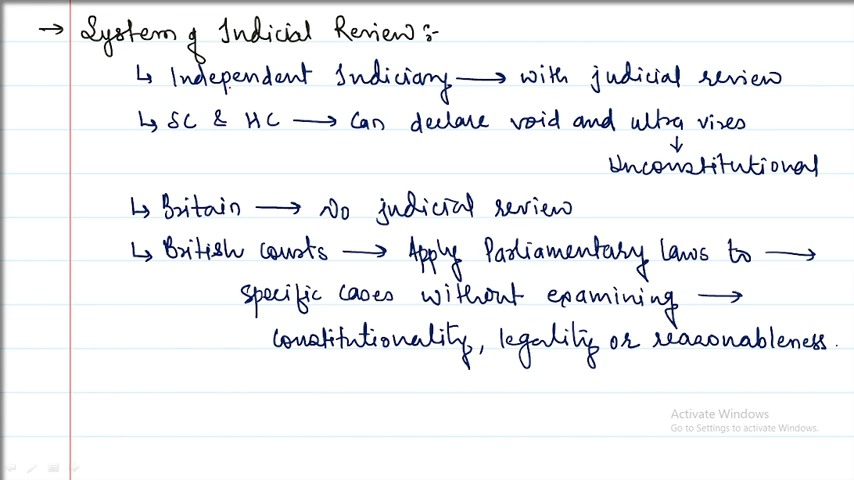 → System of Judicial Review :-
↳ Independent Judiciary → with judicial review
↳ SC & HC → Can declare void and ultra vires
↓
Unconstitutional
↳ Britain → No judicial review
↳ British courts → Apply Parliamentary laws to →
specific cases without examining →
constitutionality, legality or reasonableness.
Activate Windows
Go to Settings to activate Windows.